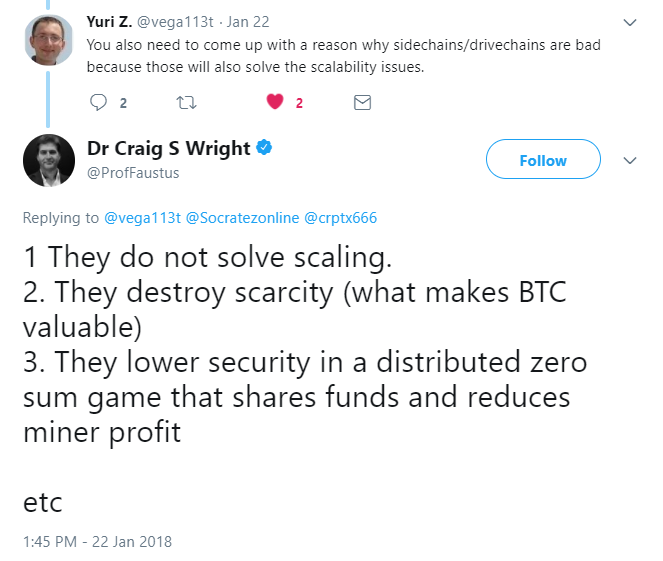 Yuri Z. @vega113t · Jan 22
You also need to come up with a reason why sidechains/drivechains are bad
because those will also solve the scalability issues.
2 2
Dr Craig S Wright
@ProfFaustus
Follow
Replying to @vega113t @Socratezonline @crptx666
1 They do not solve scaling.
2. They destroy scarcity (what makes BTC
valuable)
3. They lower security in a distributed zero
sum game that shares funds and reduces
miner profit
etc
1:45 PM - 22 Jan 2018